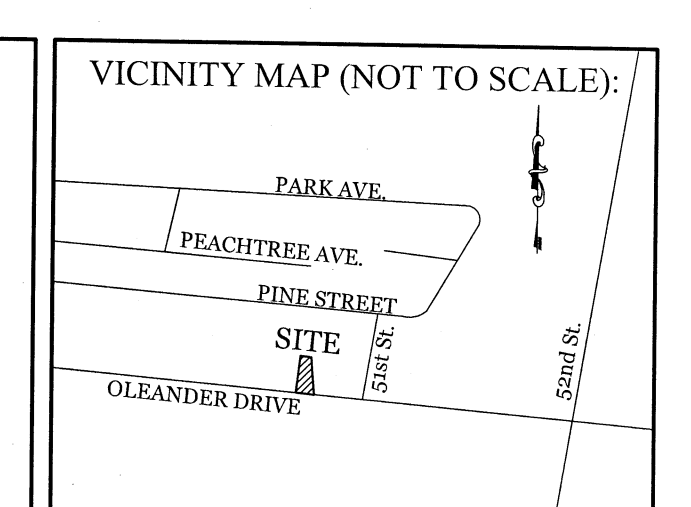 VICINITY MAP (NOT TO SCALE):
PARK AVE.
PEACHTREE AVE.
PINE STREET
SITE
51st St.
52nd St.
OLEANDER DRIVE